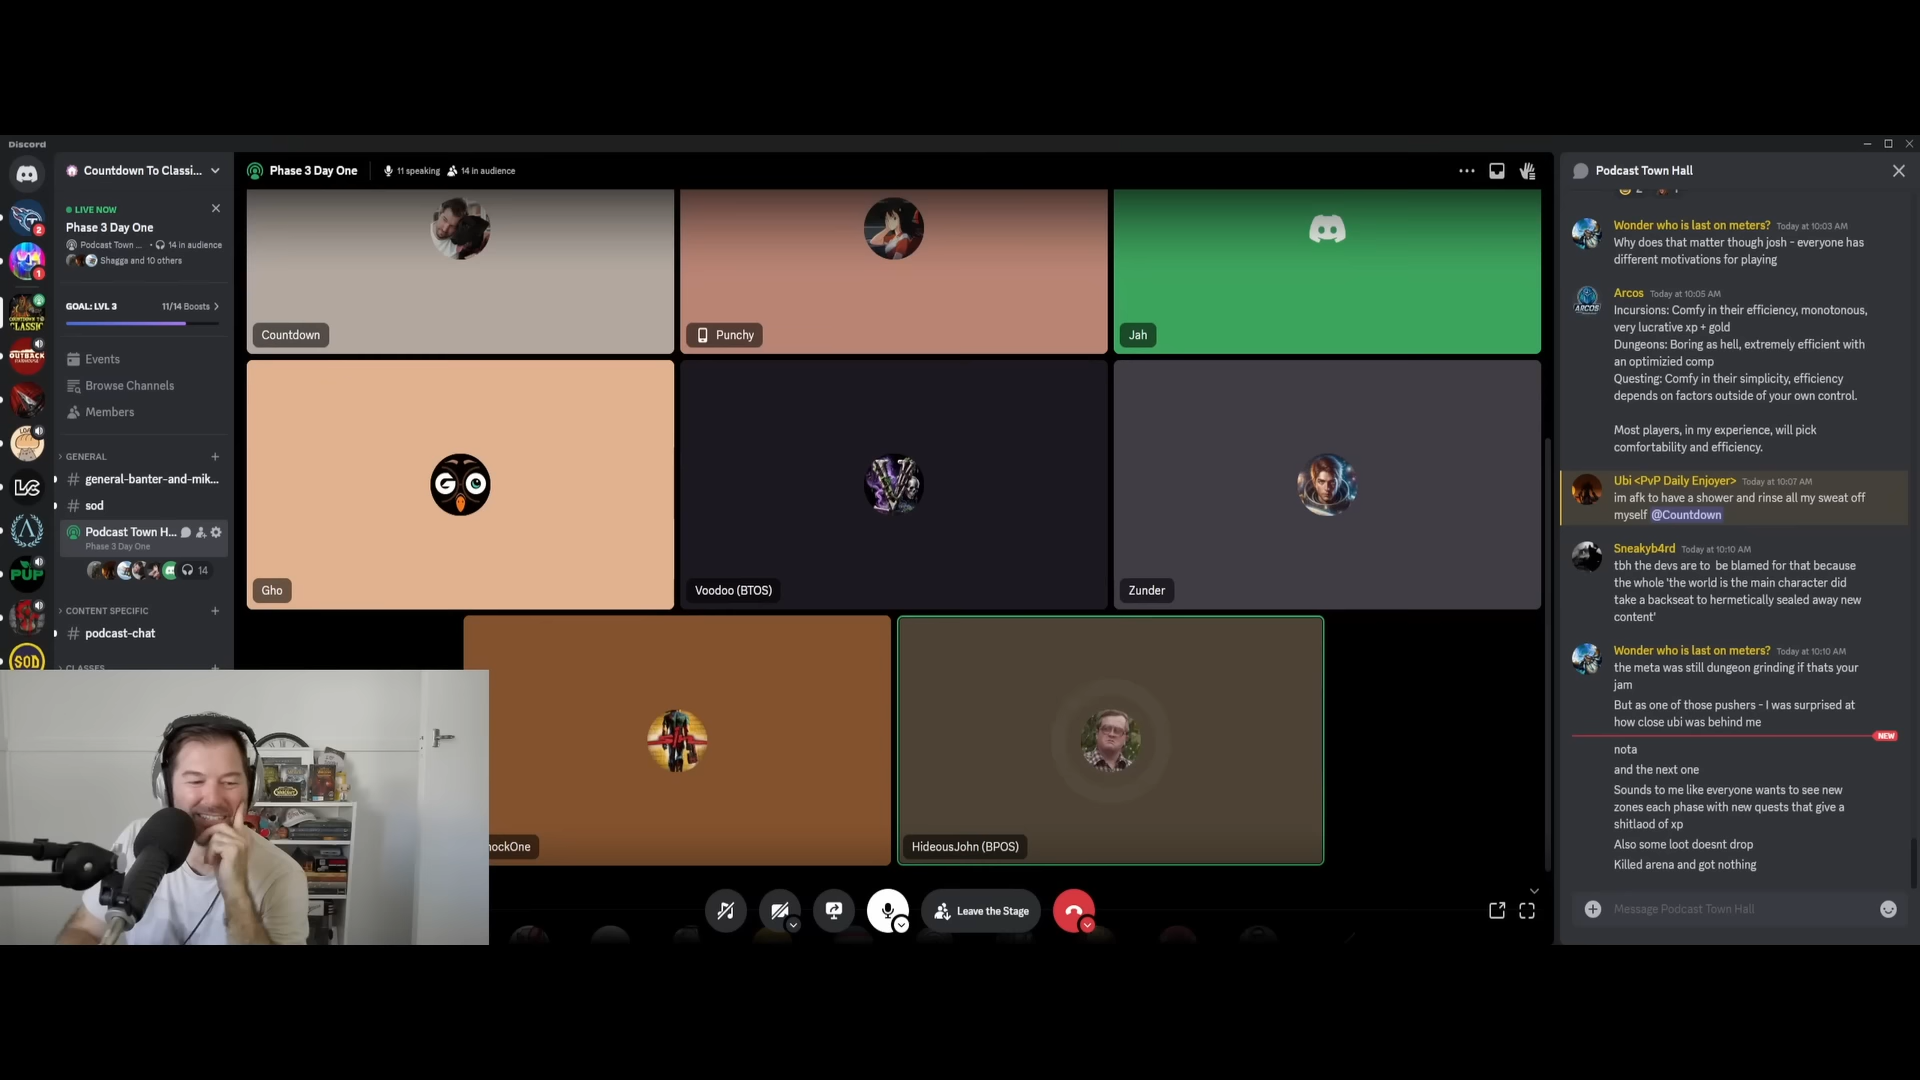 Discord
Countdown To Classi...
LIVE NOW
Phase 3 Day One
Podcast Town ... • 14 in audience
Shagga and 10 others
GOAL: LVL 3 11/14 Boosts
Events
Browse Channels
Members
GENERAL
general-banter-and-mik...
sod
Podcast Town H...
Phase 3 Day One
14
CONTENT SPECIFIC
podcast-chat
CLASSES
2
1
COUNTDOWN TO
CLASSIC
OUTBACK
PUP
SOD
Phase 3 Day One 11 speaking 14 in audience
Countdown
Punchy
Jah
GO
Gho
Voodoo (BTOS)
Zunder
ockOne
HideousJohn (BPOS)
Leave the Stage
Podcast Town Hall
Wonder who is last on meters? Today at 10:03 AM
Why does that matter though josh - everyone has
different motivations for playing
ARCOS
Arcos Today at 10:05 AM
Incursions: Comfy in their efficiency, monotonous,
very lucrative xp + gold
Dungeons: Boring as hell, extremely efficient with
an optimizied comp
Questing: Comfy in their simplicity, efficiency
depends on factors outside of your own control.
Most players, in my experience, will pick
comfortability and efficiency.
Ubi <PvP Daily Enjoyer> Today at 10:07 AM
im afk to have a shower and rinse all my sweat off
myself @Countdown
Sneakyb4rd Today at 10:10 AM
tbh the devs are to be blamed for that because
the whole 'the world is the main character did
take a backseat to hermetically sealed away new
content'
Wonder who is last on meters? Today at 10:10 AM
the meta was still dungeon grinding if thats your
jam
But as one of those pushers - I was surprised at
how close ubi was behind me
NEW
nota
and the next one
Sounds to me like everyone wants to see new
zones each phase with new quests that give a
shitlaod of xp
Also some loot doesnt drop
Killed arena and got nothing
Message Podcast Town Hall